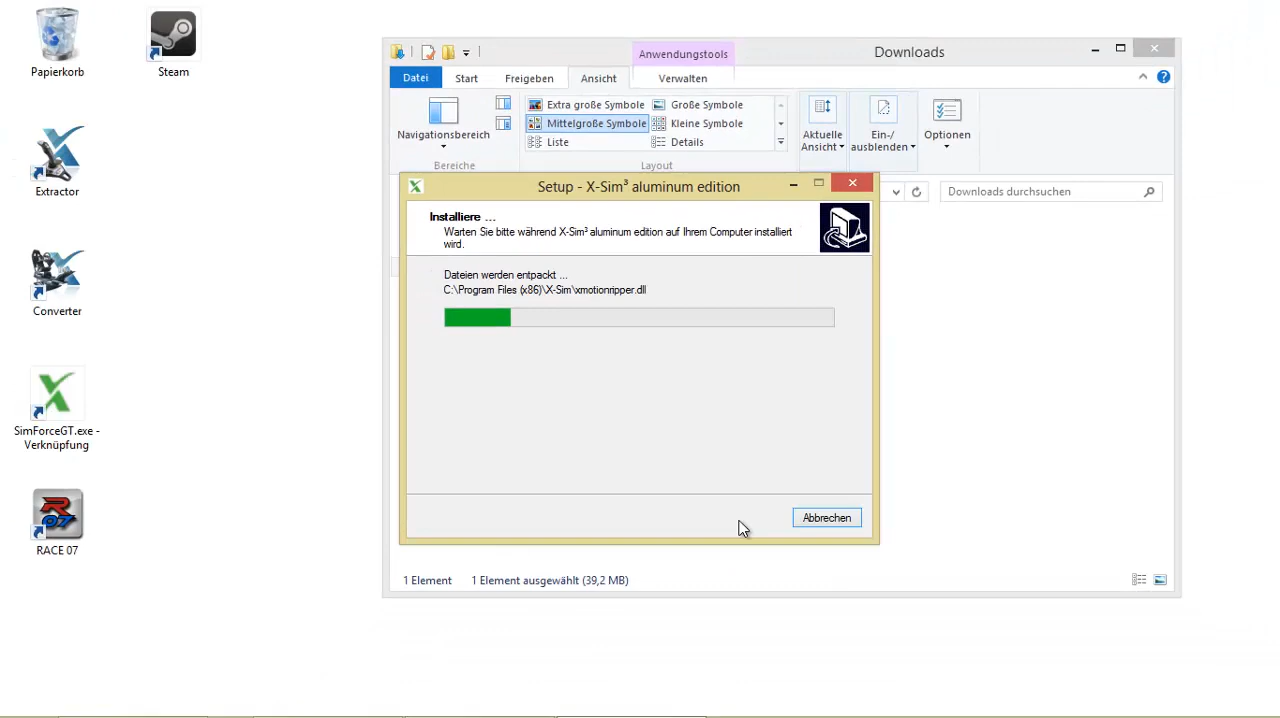 Papierkorb
Steam
Extractor
Converter
SimForceGT.exe -
Verknüpfung
RACE 07
Anwendungstools
Downloads
Datei
Start
Freigeben
Ansicht
Verwalten
Navigationsbereich
Extra große Symbole
Große Symbole
Mittelgroße Symbole
Kleine Symbole
Liste
Details
Aktuelle
Ansicht
Ein-/
ausblenden
Optionen
Bereiche
Layout
Downloads durchsuchen
Setup - X-Sim³ aluminum edition
Installiere ...
Warten Sie bitte während X-Sim³ aluminum edition auf Ihrem Computer installiert
wird.
Dateien werden entpackt ...
C:\Program Files (x86)\X-Sim\xmotionripper.dll
Abbrechen
1 Element
1 Element ausgewählt (39,2 MB)